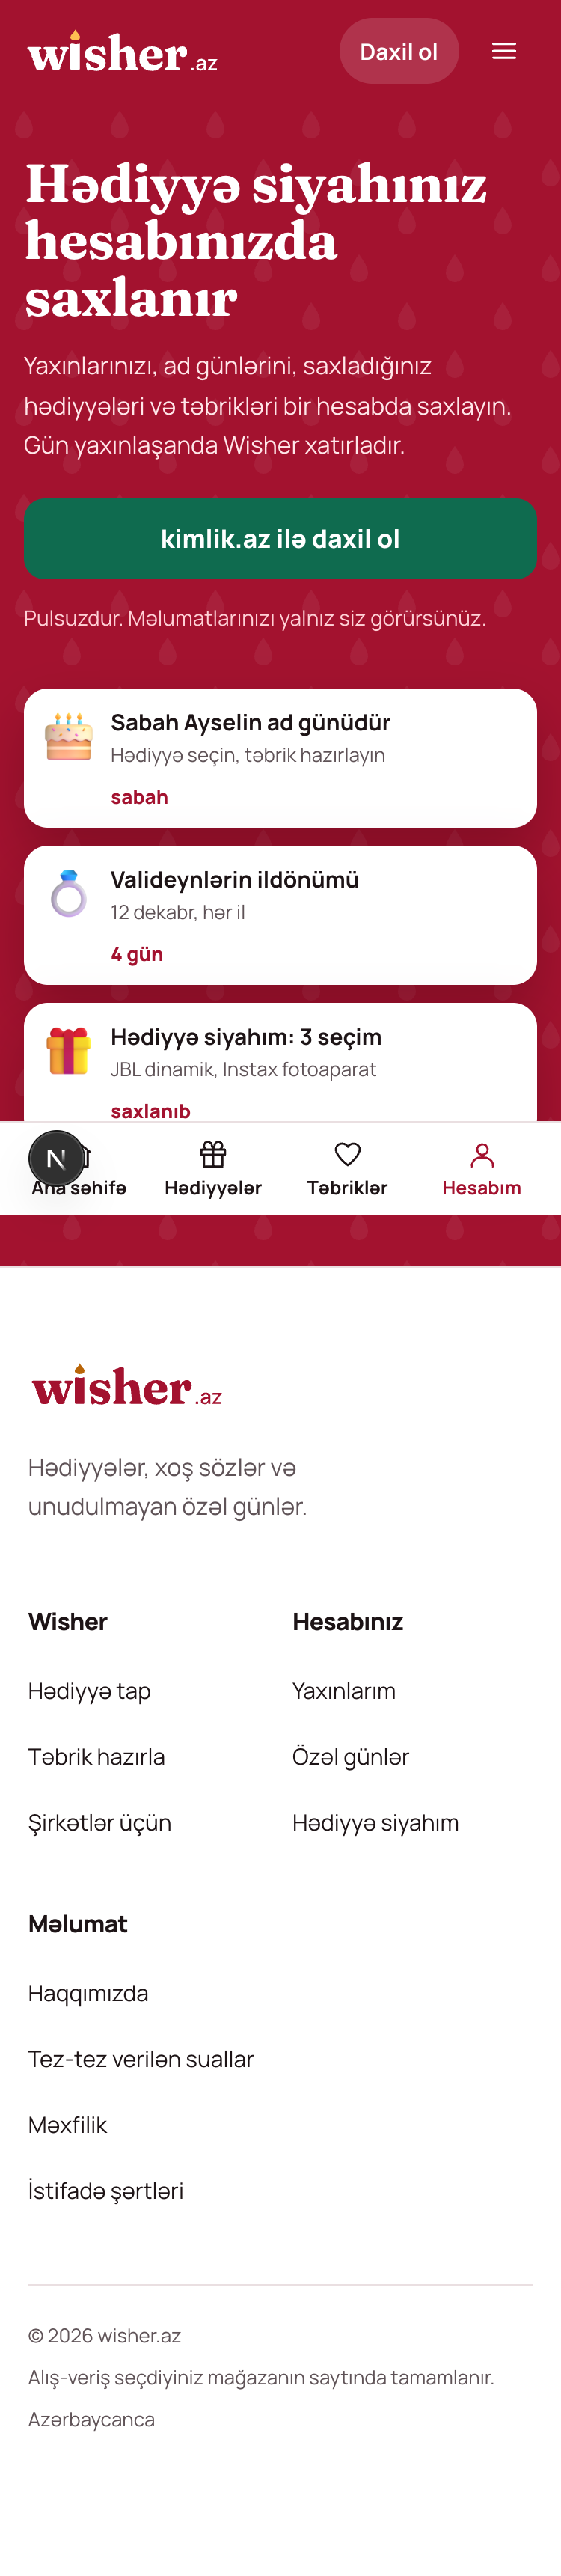 wisher.az
Daxil ol
Hədiyyə siyahınız
hesabınızda
saxlanır
Yaxınlarınızı, ad günlərini, saxladığınız
hədiyyələri və təbrikləri bir hesabda saxlayın.
Gün yaxınlaşanda Wisher xatırladır.
kimlik.az ilə daxil ol
Pulsuzdur. Məlumatlarınızı yalnız siz görürsünüz.
Sabah Ayselin ad günüdür
Hədiyyə seçin, təbrik hazırlayın
sabah
Valideynlərin ildönümü
12 dekabr, hər il
4 gün
Hədiyyə siyahım: 3 seçim
JBL dinamik, Instax fotoaparat
saxlanıb
N
Ana səhifə Hədiyyələr Təbriklər Hesabım
wisher.az
Hədiyyələr, xoş sözlər və
unudulmayan özəl günlər.
Wisher
Hədiyyə tap
Təbrik hazırla
Şirkətlər üçün
Hesabınız
Yaxınlarım
Özəl günlər
Hədiyyə siyahım
Məlumat
Haqqımızda
Tez-tez verilən suallar
Məxfilik
İstifadə şərtləri
© 2026 wisher.az
Alış-veriş seçdiyiniz mağazanın saytında tamamlanır.
Azərbaycanca